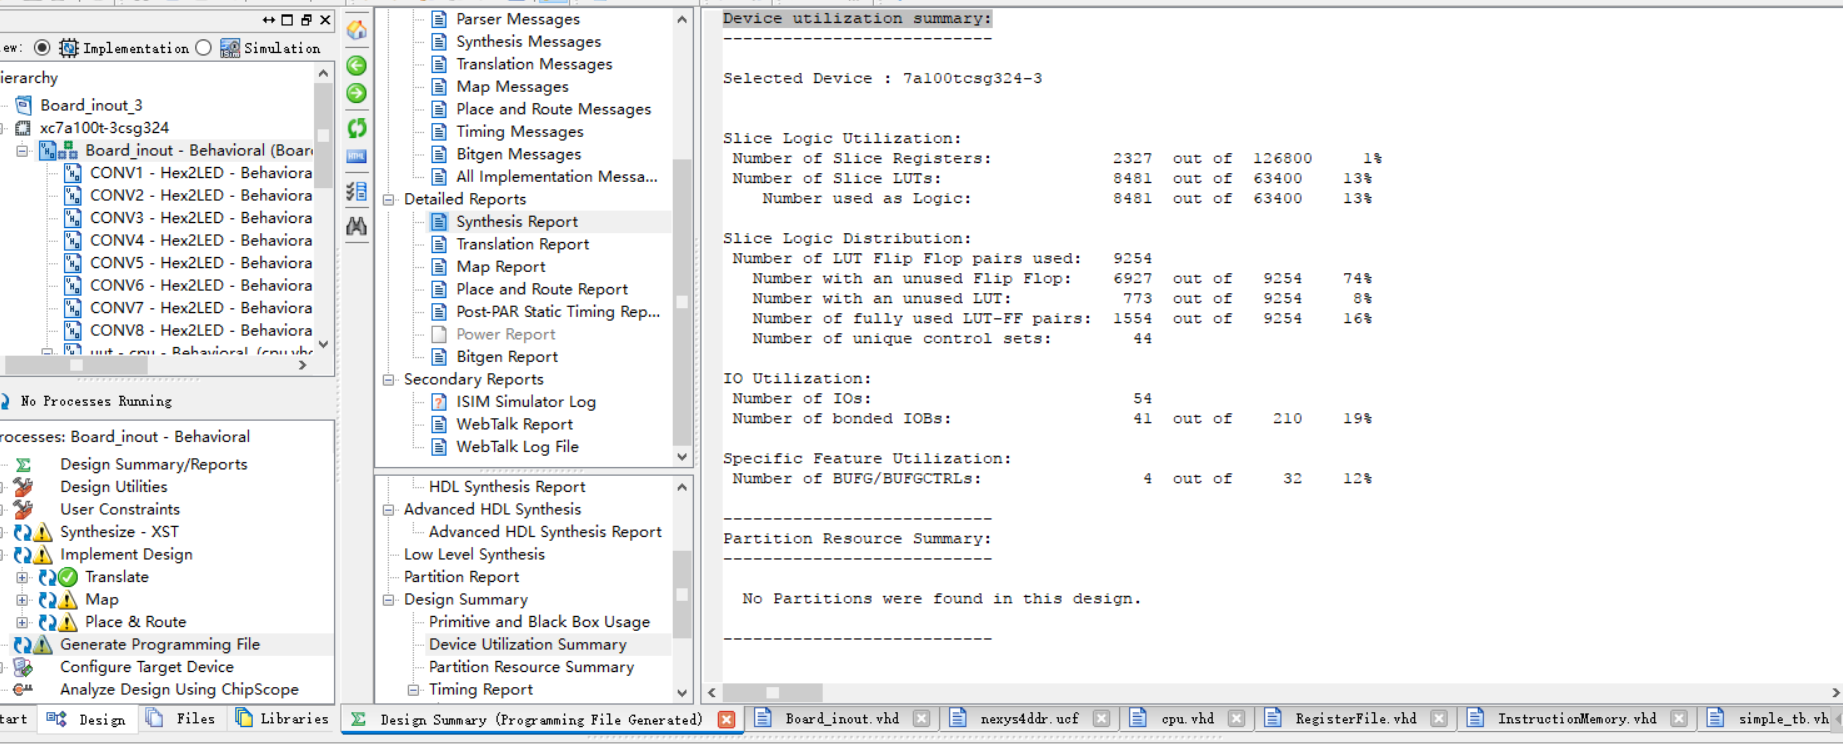 ew:
Implementation
Simulation
ierarchy
Board_inout_3
xc7a100t-3csg324
Board_inout - Behavioral (Boar
CONV1 - Hex2LED - Behaviora
CONV2 - Hex2LED - Behaviora
CONV3 - Hex2LED - Behaviora
CONV4 - Hex2LED - Behaviora
CONV5 - Hex2LED - Behaviora
CONV6 - Hex2LED - Behaviora
CONV7 - Hex2LED - Behaviora
CONV8 - Hex2LED - Behaviora
uut - cpu - Behavioral (cpu.vhc
No Processes Running
rocesses: Board_inout - Behavioral
Design Summary/Reports
Design Utilities
User Constraints
Synthesize - XST
Implement Design
Translate
Map
Place & Route
Generate Programming File
Configure Target Device
Analyze Design Using ChipScope
tart
Design
Files
Libraries
HTML
Parser Messages
Synthesis Messages
Translation Messages
Map Messages
Place and Route Messages
Timing Messages
Bitgen Messages
All Implementation Messa...
Detailed Reports
Synthesis Report
Translation Report
Map Report
Place and Route Report
Post-PAR Static Timing Rep...
Power Report
Bitgen Report
Secondary Reports
ISIM Simulator Log
WebTalk Report
WebTalk Log File
HDL Synthesis Report
Advanced HDL Synthesis
Advanced HDL Synthesis Report
Low Level Synthesis
Partition Report
Design Summary
Primitive and Black Box Usage
Device Utilization Summary
Partition Resource Summary
Timing Report
Device utilization summary:
---------------------------
Selected Device : 7a100tcsg324-3
Slice Logic Utilization:
Number of Slice Registers: 2327 out of 126800 1%
Number of Slice LUTs: 8481 out of 63400 13%
Number used as Logic: 8481 out of 63400 13%
Slice Logic Distribution:
Number of LUT Flip Flop pairs used: 9254
Number with an unused Flip Flop: 6927 out of 9254 74%
Number with an unused LUT: 773 out of 9254 8%
Number of fully used LUT-FF pairs: 1554 out of 9254 16%
Number of unique control sets: 44
IO Utilization:
Number of IOs: 54
Number of bonded IOBs: 41 out of 210 19%
Specific Feature Utilization:
Number of BUFG/BUFGCTRLs: 4 out of 32 12%
---------------------------
Partition Resource Summary:
---------------------------
No Partitions were found in this design.
---------------------------
Design Summary (Programming File Generated)
Board_inout.vhd
nexys4ddr.ucf
cpu.vhd
RegisterFile.vhd
InstructionMemory.vhd
simple_tb.vh